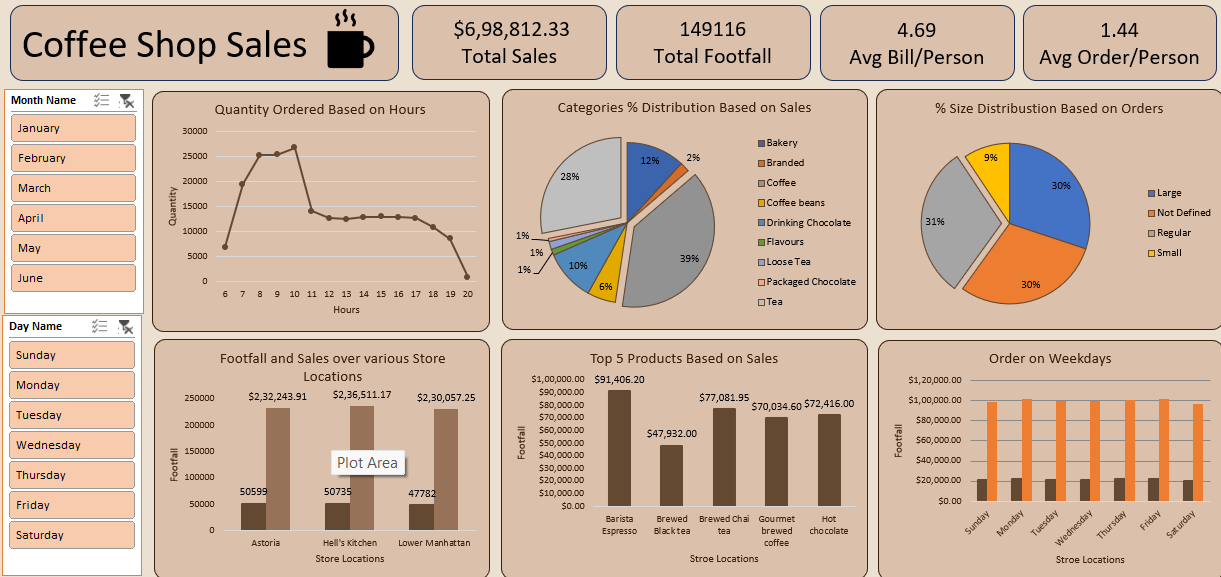 Coffee Shop Sales
$6,98,812.33
Total Sales
149116
Total Footfall
4.69
Avg Bill/Person
1.44
Avg Order/Person
Month Name
January
February
March
April
May
June
Day Name
Sunday
Monday
Tuesday
Wednesday
Thursday
Friday
Saturday
Quantity Ordered Based on Hours
30000
25000
20000
15000
10000
5000
0
Quantity
6 7 8 9 10 11 12 13 14 15 16 17 18 19 20
Hours
Categories % Distribution Based on Sales
12%
2%
39%
6%
10%
1%
1%
1%
28%
Bakery
Branded
Coffee
Coffee beans
Drinking Chocolate
Flavours
Loose Tea
Packaged Chocolate
Tea
% Size Distribustion Based on Orders
30%
30%
31%
9%
Large
Not Defined
Regular
Small
Footfall and Sales over various Store
Locations
250000
200000
150000
100000
50000
0
Footfall
$2,32,243.91 $2,36,511.17 $2,30,057.25
Plot Area
50599 50735 47782
Astoria Hell's Kitchen Lower Manhattan
Store Locations
Top 5 Products Based on Sales
$1,00,000.00
$90,000.00
$80,000.00
$70,000.00
$60,000.00
$50,000.00
$40,000.00
$30,000.00
$20,000.00
$10,000.00
$0.00
Footfall
$91,406.20
$47,932.00
$77,081.95
$70,034.60
$72,416.00
Barista
Espresso
Brewed
Black tea
Brewed Chai
tea
Gourmet
brewed
coffee
Hot
chocolate
Stroe Locations
Order on Weekdays
$1,20,000.00
$1,00,000.00
$80,000.00
$60,000.00
$40,000.00
$20,000.00
$0.00
Footfall
Sunday
Monday
Tuesday
Wednesday
Thursday
Friday
Saturday
Stroe Locations